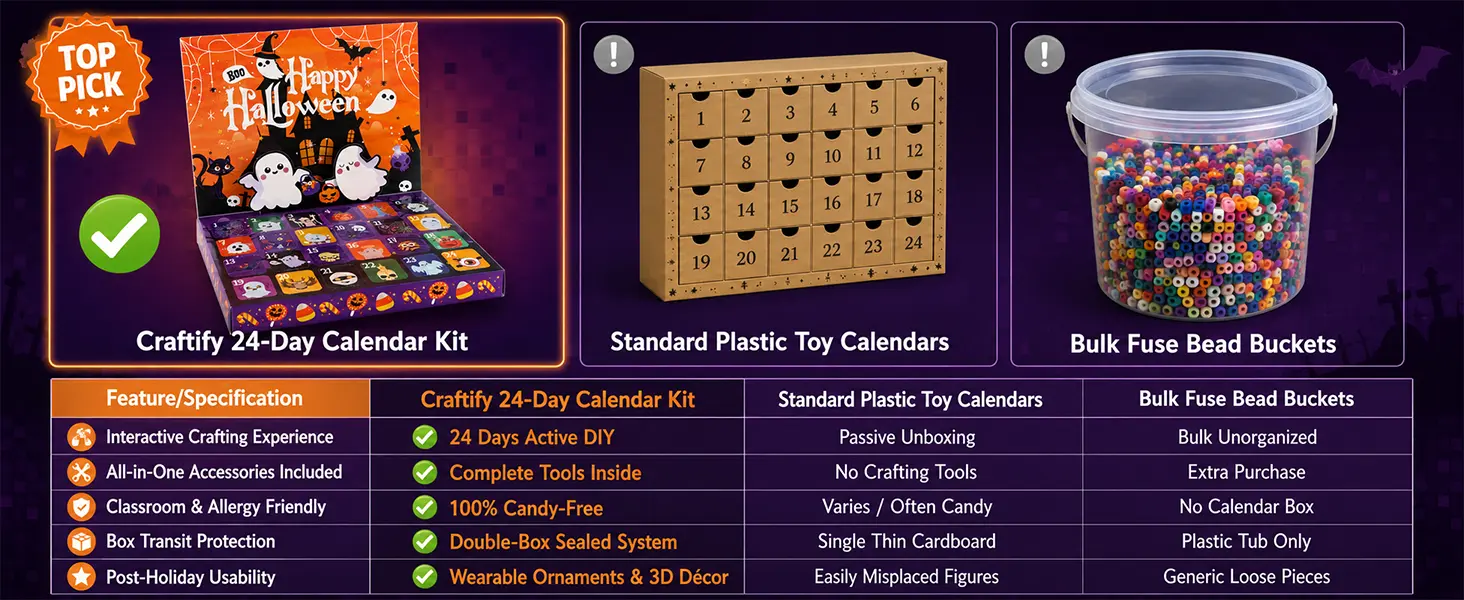 TOP
PICK
BOO
Happy
Halloween
1 2 3 4 5 6
7 8 9 10 11 12
13 14 15 16 17 18
19 20 21 22 23 24
Craftify 24-Day Calendar Kit
Standard Plastic Toy Calendars
Bulk Fuse Bead Buckets
Feature/Specification Craftify 24-Day Calendar Kit Standard Plastic Toy Calendars Bulk Fuse Bead Buckets
Interactive Crafting Experience 24 Days Active DIY Passive Unboxing Bulk Unorganized
All-in-One Accessories Included Complete Tools Inside No Crafting Tools Extra Purchase
Classroom & Allergy Friendly 100% Candy-Free Varies / Often Candy No Calendar Box
Box Transit Protection Double-Box Sealed System Single Thin Cardboard Plastic Tub Only
Post-Holiday Usability Wearable Ornaments & 3D Décor Easily Misplaced Figures Generic Loose Pieces